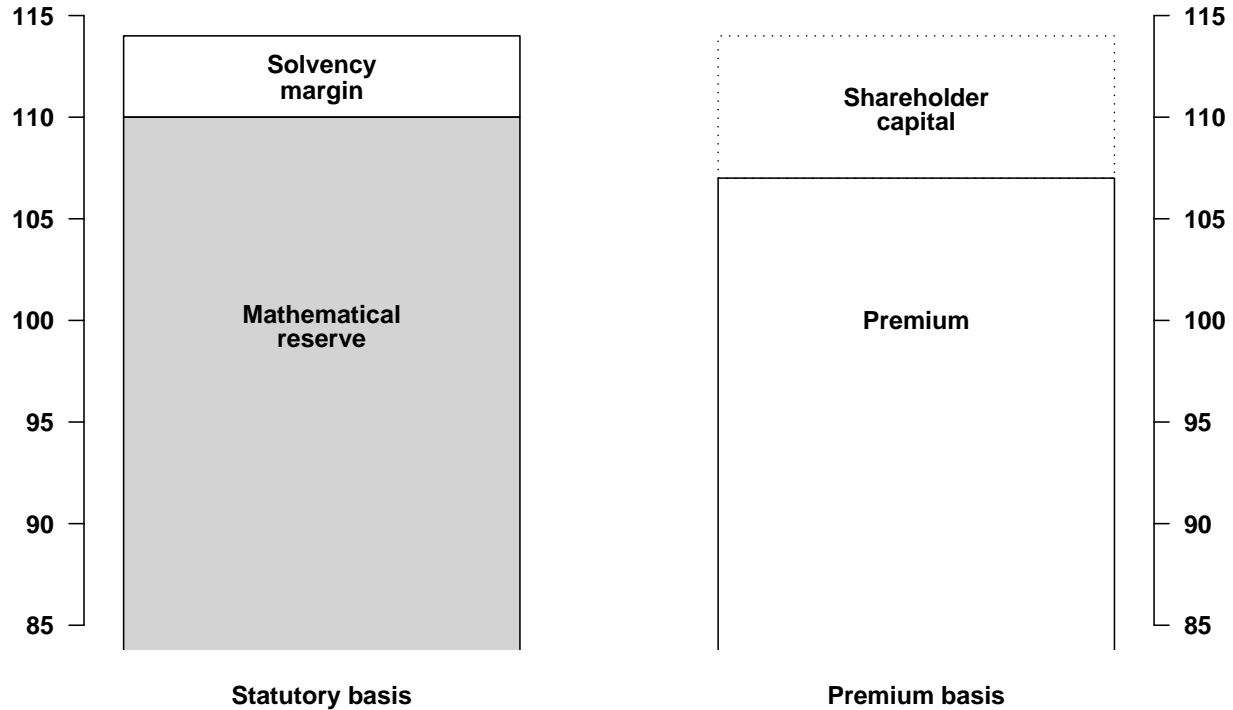 115
110
105
100
95
90
85
Solvency
margin
Mathematical
reserve
Statutory basis
Shareholder
capital
Premium
Premium basis
115
110
105
100
95
90
85